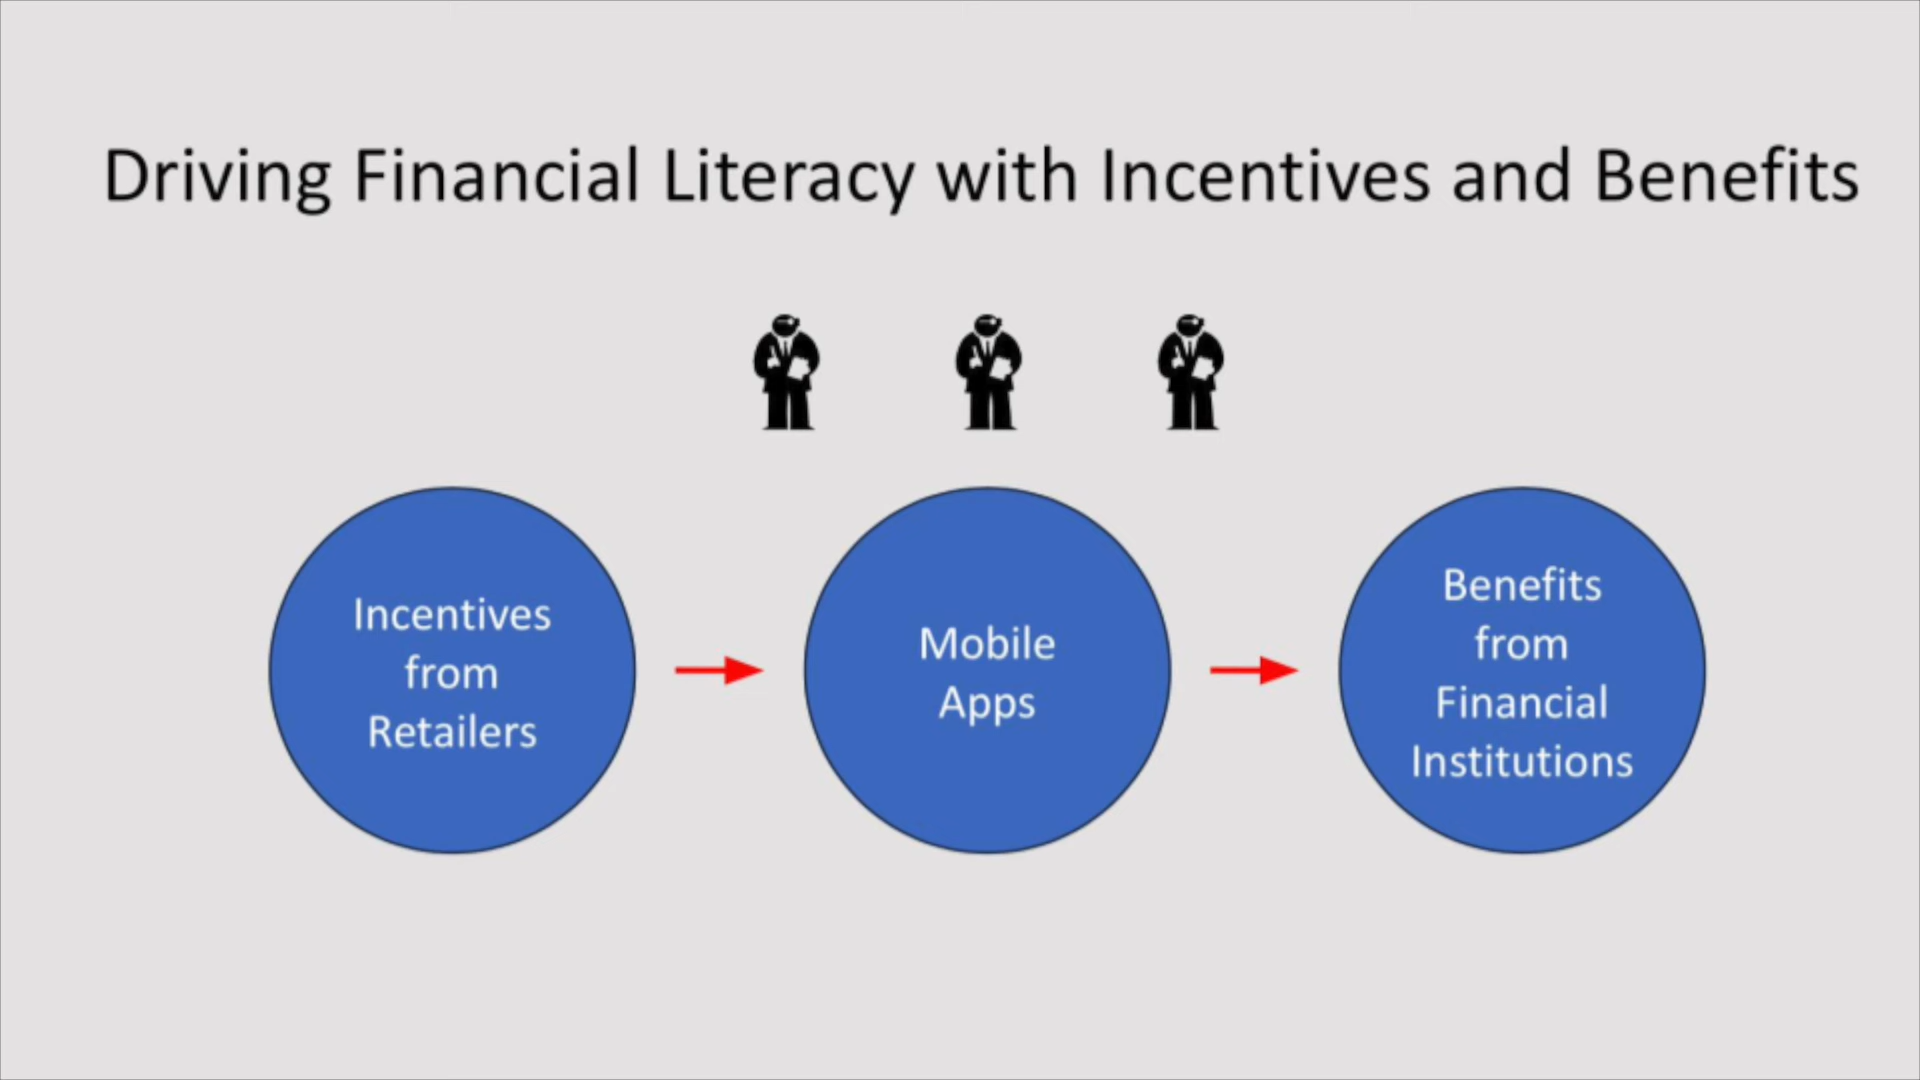 Driving Financial Literacy with Incentives and Benefits
Incentives
from
Retailers
Mobile
Apps
Benefits
from
Financial
Institutions